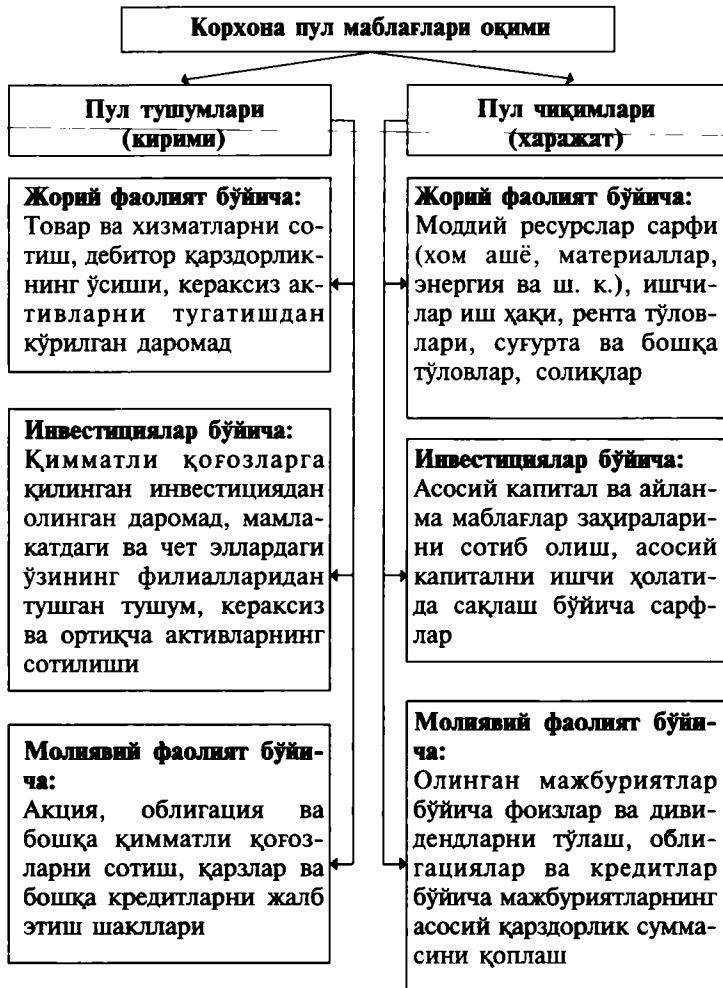 Корхона пул маблағлари оқими
Пул тушумлари
(кирими)
Жорий фаолият бўйича:
Товар ва хизматларни со-
тиш, дебитор қарздорлик-
нинг ўсиши, кераксиз ак-
тивларни тугатишдан
кўрилган даромад
Инвестициялар бўйича:
Қимматли қоғозларга
қилинган инвестициядан
олинган даромад, мамла-
катдаги ва чет эллардаги
ўзининг филиалларидан
тушган тушум, кераксиз
ва ортиқча активларнинг
сотилиши
Молиявий фаолият бўйи-
ча:
Акция, облигация ва
бошқа қимматли қоғоз-
ларни сотиш, қарзлар ва
бошқа кредитларни жалб
этиш шакллари
Пул чиқимлари
(харажат)
Жорий фаолият бўйича:
Моддий ресурслар сарфи
(хом ашё, материаллар,
энергия ва ш. к.), ишчи-
лар иш ҳақи, рента тўлов-
лари, суғурта ва бошқа
тўловлар, солиқлар
Инвестициялар бўйича:
Асосий капитал ва айлан-
ма маблағлар заҳиралари-
ни сотиб олиш, асосий
капитални ишчи ҳолати-
да сақлаш бўйича сарф-
лар
Молиявий фаолият бўйи-
ча:
Олинган мажбуриятлар
бўйича фоизлар ва диви-
дендларни тўлаш, обли-
гациялар ва кредитлар
бўйича мажбуриятларнинг
асосий қарздорлик сумма-
сини қоплаш